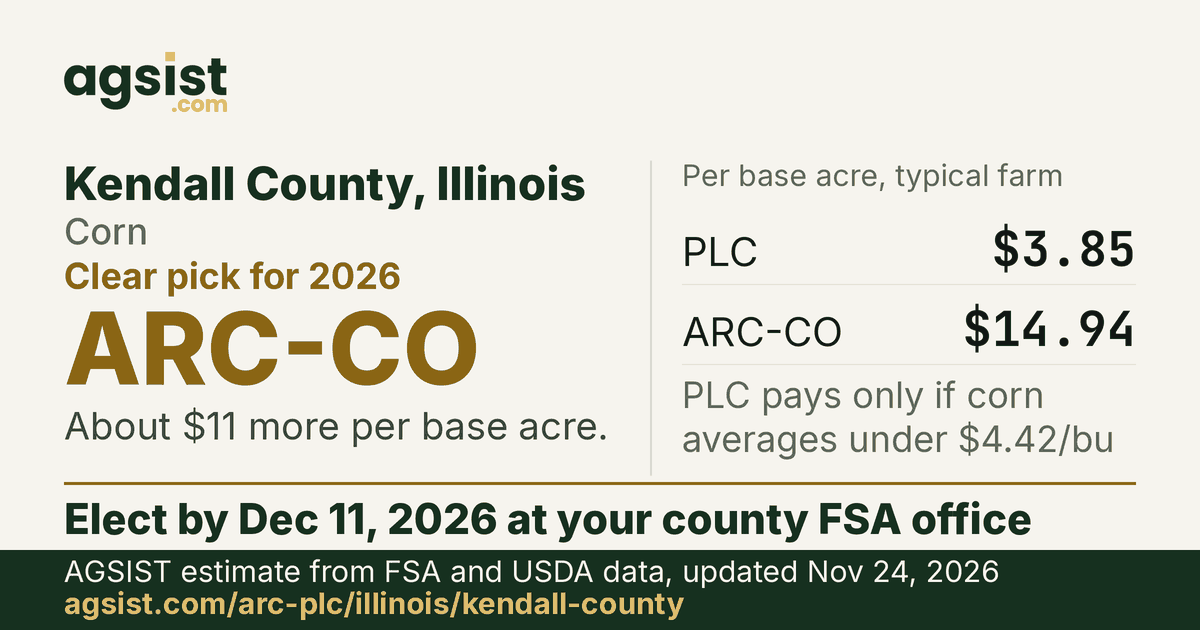 agsist
.com
Kendall County, Illinois
Corn
Clear pick for 2026
ARC-CO
About $11 more per base acre.
Per base acre, typical farm
PLC $3.85
ARC-CO $14.94
PLC pays only if corn
averages under $4.42/bu
Elect by Dec 11, 2026 at your county FSA office
AGSIST estimate from FSA and USDA data, updated Nov 24, 2026
agsist.com/arc-plc/illinois/kendall-county